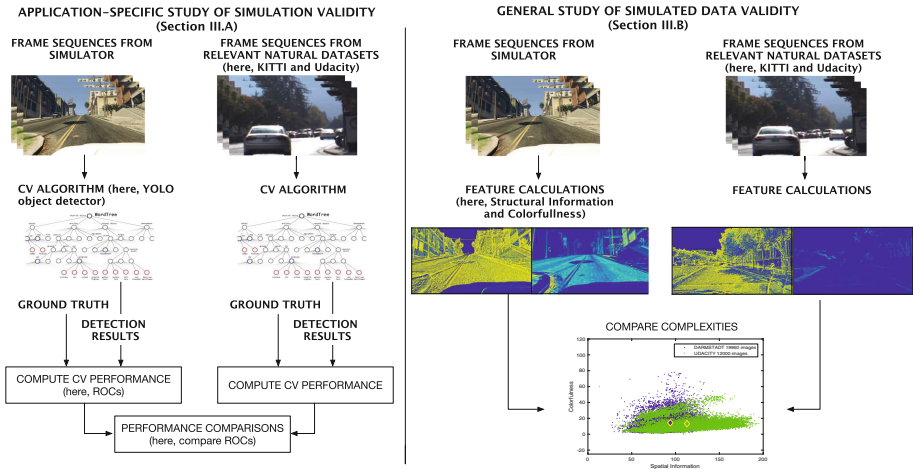 APPLICATION-SPECIFIC STUDY OF SIMULATION VALIDITY
(Section III.A)
FRAME SEQUENCES FROM
SIMULATOR
FRAME SEQUENCES FROM
RELEVANT NATURAL DATASETS
(here, KITTI and Udacity)
CV ALGORITHM (here, YOLO
object detector)
CV ALGORITHM
WordTree
WordTree
GROUND TRUTH
DETECTION
RESULTS
GROUND TRUTH
DETECTION
RESULTS
COMPUTE CV PERFORMANCE
(here, ROCs)
COMPUTE CV PERFORMANCE
PERFORMANCE COMPARISONS
(here, compare ROCs)
GENERAL STUDY OF SIMULATED DATA VALIDITY
(Section III.B)
FRAME SEQUENCES FROM
SIMULATOR
FRAME SEQUENCES FROM
RELEVANT NATURAL DATASETS
(here, KITTI and Udacity)
FEATURE CALCULATIONS
(here, Structural Information
and Colorfullness)
FEATURE CALCULATIONS
COMPARE COMPLEXITIES
DARMSTADT 19960 images
UDACITY 12000 images
Colorfulness
120
100
80
60
40
20
0
-20
0
50
100
150
200
Spatial Information